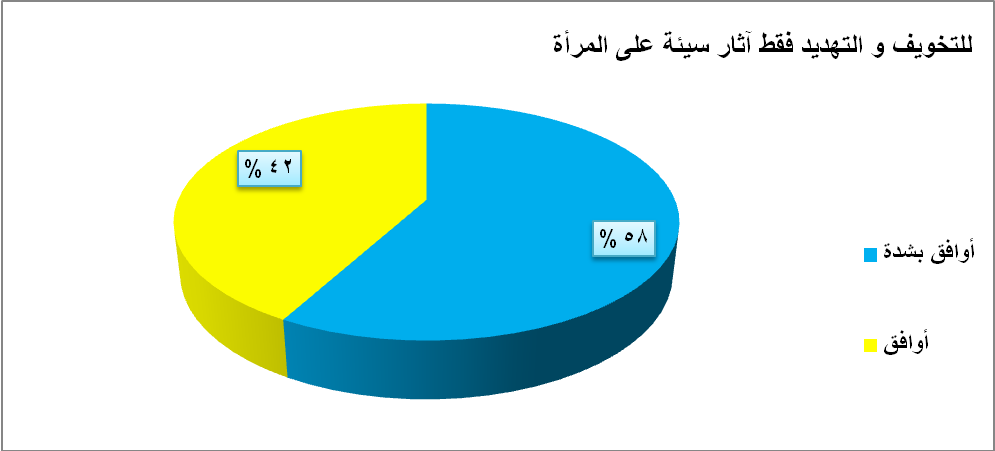 للتخويف و التهديد فقط آثار سيئة على المرأة
% ٤٢
% ٥٨
أوافق بشدة
أوافق